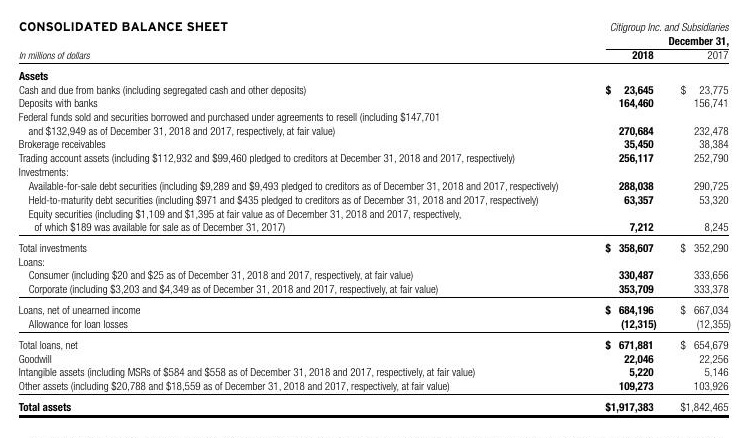 CONSOLIDATED BALANCE SHEET Citigroup Inc. and Subsidiaries
December 31,
In millions of dollars 2018 2017
Assets
Cash and due from banks (including segregated cash and other deposits) $ 23,645 $ 23,775
Deposits with banks 164,460 156,741
Federal funds sold and securities borrowed and purchased under agreements to resell (including $147,701
and $132,949 as of December 31, 2018 and 2017, respectively, at fair value) 270,684 232,478
Brokerage receivables 35,450 38,384
Trading account assets (including $112,932 and $99,460 pledged to creditors at December 31, 2018 and 2017, respectively) 256,117 252,790
Investments:
Available-for-sale debt securities (including $9,289 and $9,493 pledged to creditors as of December 31, 2018 and 2017, respectively) 288,038 290,725
Held-to-maturity debt securities (including $971 and $435 pledged to creditors as of December 31, 2018 and 2017, respectively) 63,357 53,320
Equity securities (including $1,109 and $1,395 at fair value as of December 31, 2018 and 2017, respectively,
of which $189 was available for sale as of December 31, 2017) 7,212 8,245
Total investments $ 358,607 $ 352,290
Loans:
Consumer (including $20 and $25 as of December 31, 2018 and 2017, respectively, at fair value) 330,487 333,656
Corporate (including $3,203 and $4,349 as of December 31, 2018 and 2017, respectively, at fair value) 353,709 333,378
Loans, net of unearned income $ 684,196 $ 667,034
Allowance for loan losses (12,315) (12,355)
Total loans, net $ 671,881 $ 654,679
Goodwill 22,046 22,256
Intangible assets (including MSRs of $584 and $558 as of December 31, 2018 and 2017, respectively, at fair value) 5,220 5,146
Other assets (including $20,788 and $18,559 as of December 31, 2018 and 2017, respectively, at fair value) 109,273 103,926
Total assets $1,917,383 $1,842,465